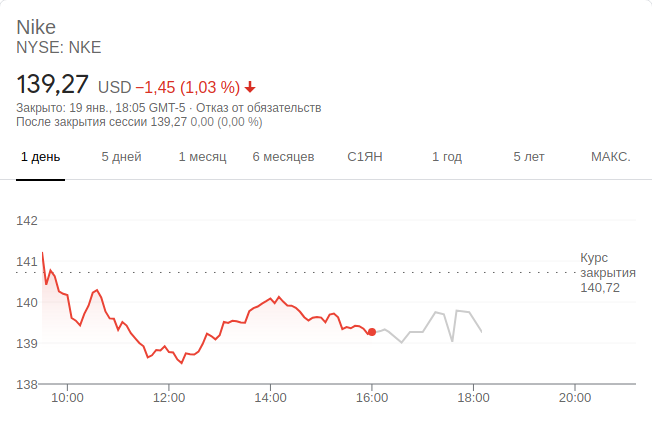 Nike
NYSE: NKE
139,27 USD −1,45 (1,03 %)
Закрыто: 19 янв., 18:05 GMT-5 · Отказ от обязательств
После закрытия сессии 139,27 0,00 (0,00 %)
1 день 5 дней 1 месяц 6 месяцев С1ЯН 1 год 5 лет МАКС.
142
141
140
139
138
Курс
закрытия
140,72
10:00 12:00 14:00 16:00 18:00 20:00